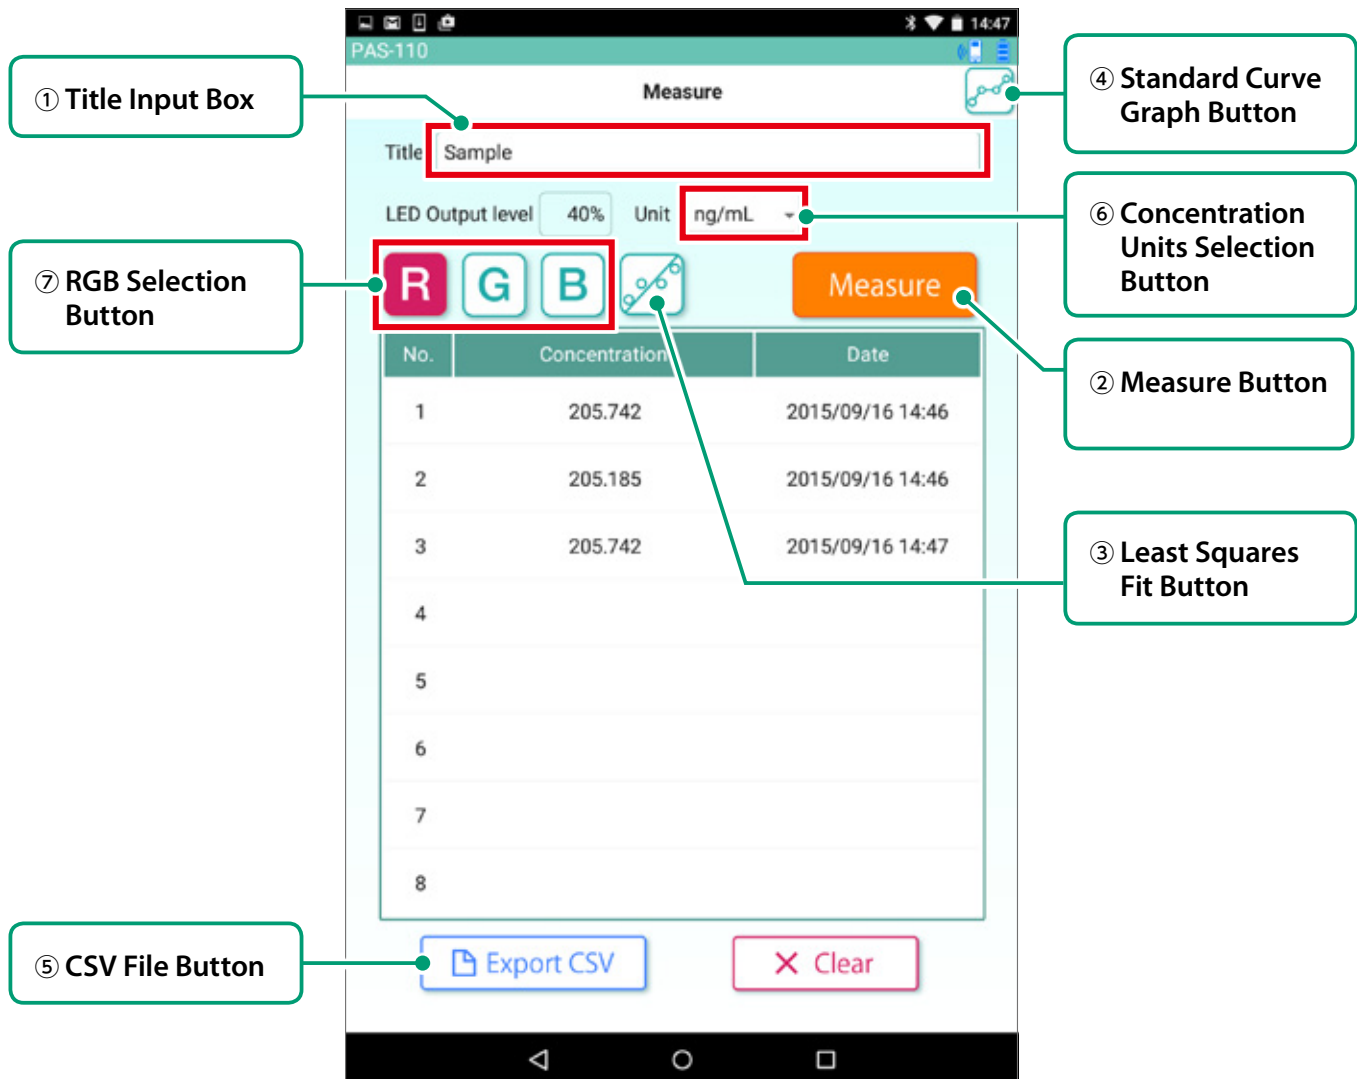 14:47
PAS-110
Measure
① Title Input Box
④ Standard Curve
Graph Button
Title Sample
LED Output level 40% Unit ng/mL
⑥ Concentration
Units Selection
Button
⑦ RGB Selection
Button
R G B Measure
No. Concentration Date
② Measure Button
1 205.742 2015/09/16 14:46
2 205.185 2015/09/16 14:46
3 205.742 2015/09/16 14:47
③ Least Squares
Fit Button
4
5
6
7
8
⑤ CSV File Button
Export CSV
Clear